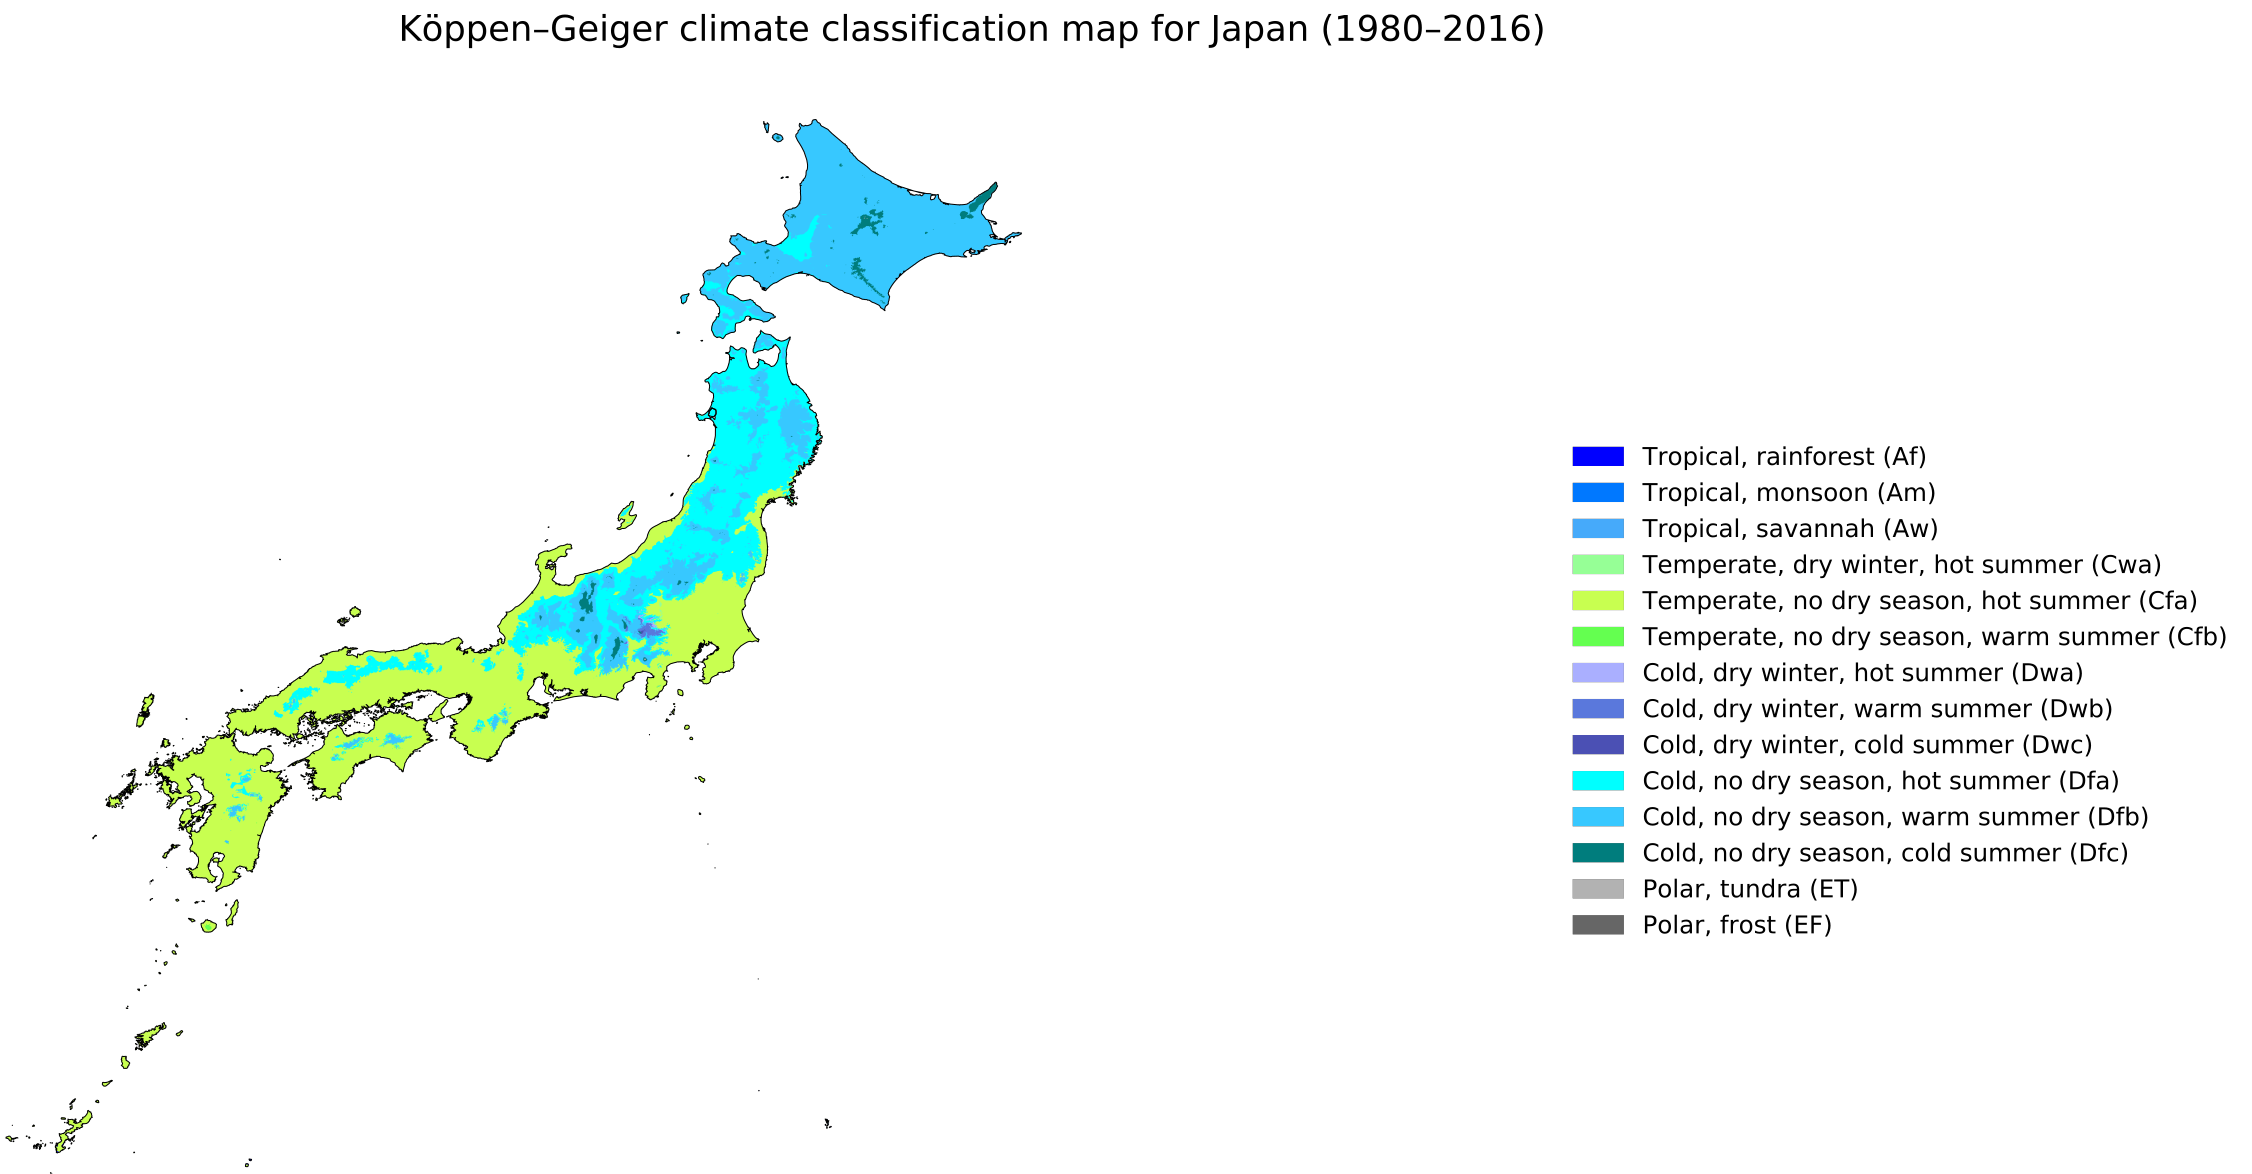 Köppen–Geiger climate classification map for Japan (1980–2016)
Tropical, rainforest (Af)
Tropical, monsoon (Am)
Tropical, savannah (Aw)
Temperate, dry winter, hot summer (Cwa)
Temperate, no dry season, hot summer (Cfa)
Temperate, no dry season, warm summer (Cfb)
Cold, dry winter, hot summer (Dwa)
Cold, dry winter, warm summer (Dwb)
Cold, dry winter, cold summer (Dwc)
Cold, no dry season, hot summer (Dfa)
Cold, no dry season, warm summer (Dfb)
Cold, no dry season, cold summer (Dfc)
Polar, tundra (ET)
Polar, frost (EF)